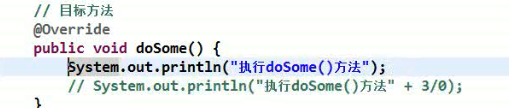 // 目标方法
@Override
public void doSome() {
System.out.println("执行doSome()方法");
// System.out.println("执行doSome()方法" + 3/0);
}